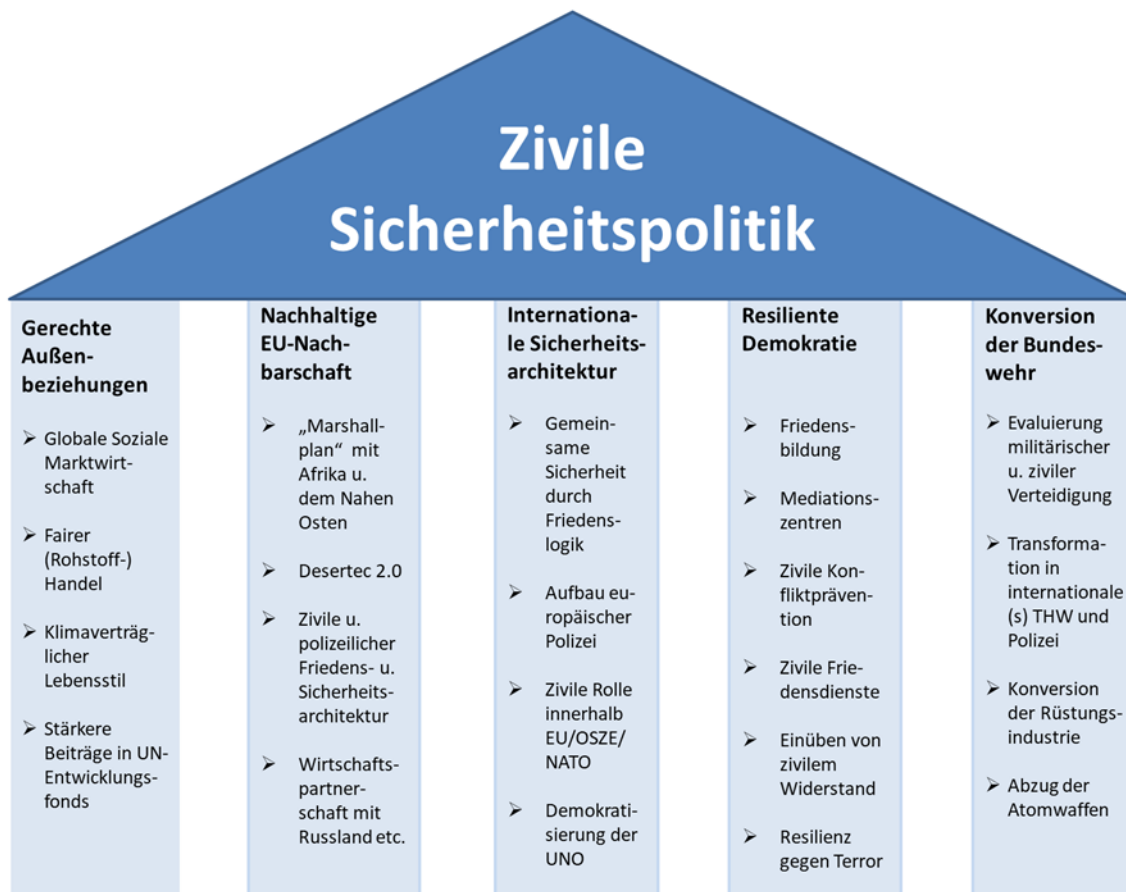 Zivile
Sicherheitspolitik
Gerechte
Außen-
beziehungen
➢ Globale Soziale
Marktwirt-
schaft
➢ Fairer
(Rohstoff-)
Handel
➢ Klimaverträg-
licher
Lebensstil
➢ Stärkere
Beiträge in UN-
Entwicklungs-
fonds
Nachhaltige
EU-Nach-
barschaft
➢ „Marshall-
plan“ mit
Afrika u.
dem Nahen
Osten
➢ Desertec 2.0
➢ Zivile u.
polizeilicher
Friedens- u.
Sicherheits-
architektur
➢ Wirtschafts-
partner-
schaft mit
Russland etc.
Internationa-
le Sicherheits-
architektur
➢ Gemein-
same
Sicherheit
durch
Friedens-
logik
➢ Aufbau eu-
ropäischer
Polizei
➢ Zivile Rolle
innerhalb
EU/OSZE/
NATO
➢ Demokrati-
sierung der
UNO
Resiliente
Demokratie
➢ Friedens-
bildung
➢ Mediations-
zentren
➢ Zivile Kon-
fliktpräven-
tion
➢ Zivile Frie-
densdienste
➢ Einüben von
zivilem
Widerstand
➢ Resilienz
gegen Terror
Konversion
der Bundes-
wehr
➢ Evaluierung
militärischer
u. ziviler
Verteidigung
➢ Transforma-
tion in
internationale
(s) THW und
Polizei
➢ Konversion
der Rüstungs-
industrie
➢ Abzug der
Atomwaffen